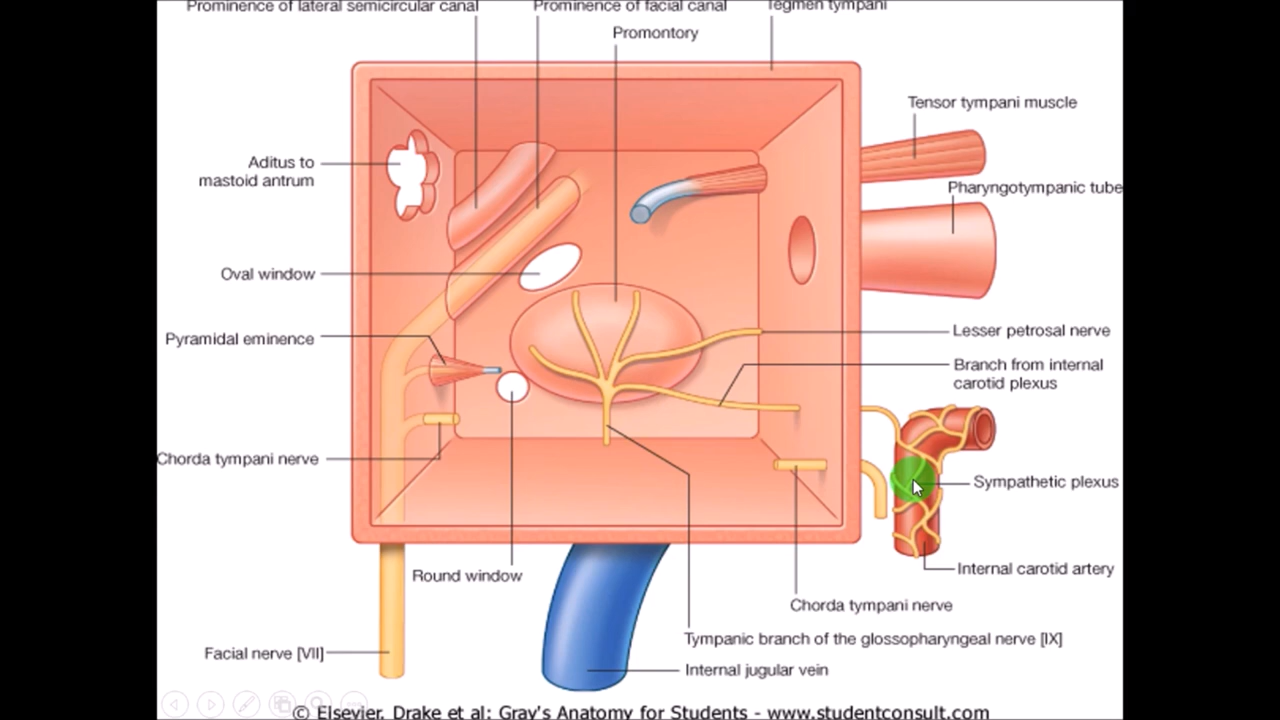 Prominence of lateral semicircular canal
Prominence of facial canal
Tegmen tympani
Promontory
Tensor tympani muscle
Aditus to
mastoid antrum
Pharyngotympanic tube
Oval window
Pyramidal eminence
Lesser petrosal nerve
Branch from internal
carotid plexus
Chorda tympani nerve
Sympathetic plexus
Round window
Internal carotid artery
Chorda tympani nerve
Tympanic branch of the glossopharyngeal nerve [IX]
Facial nerve [VII]
Internal jugular vein
© Elsevier. Drake et al: Gray's Anatomy for Students - www.studentconsult.com